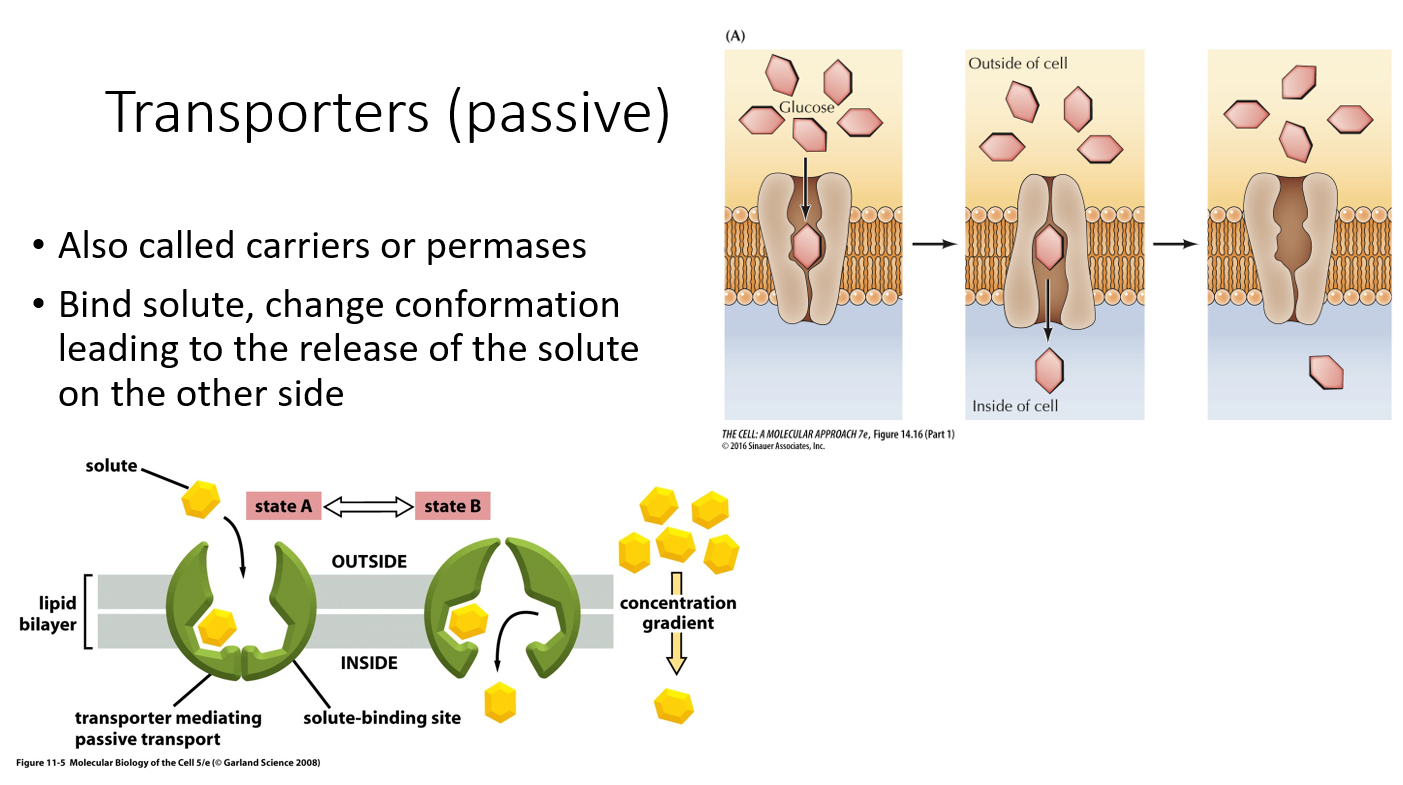 Transporters (passive)
• Also called carriers or permases
• Bind solute, change conformation
leading to the release of the solute
on the other side
(A)
Glucose
Outside of cell
Inside of cell
THE CELL: A MOLECULAR APPROACH 7e, Figure 14.16 (Part 1)
© 2016 Sinauer Associates, Inc.
solute
state A
state B
OUTSIDE
lipid
bilayer
concentration
gradient
INSIDE
transporter mediating
passive transport
solute-binding site
Figure 11-5 Molecular Biology of the Cell 5/e (© Garland Science 2008)